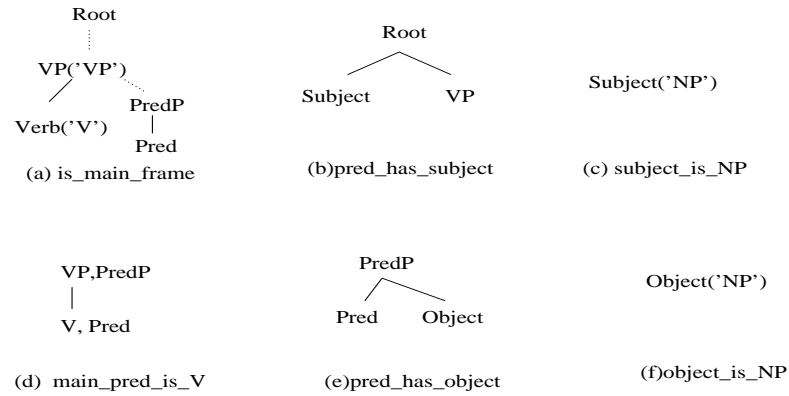 Root
VP('VP')
PredP
Verb('V')
Pred
(a) is_main_frame
Root
Subject VP
(b)pred_has_subject
Subject('NP')
(c) subject_is_NP
VP,PredP
V, Pred
(d) main_pred_is_V
PredP
Pred Object
(e)pred_has_object
Object('NP')
(f)object_is_NP